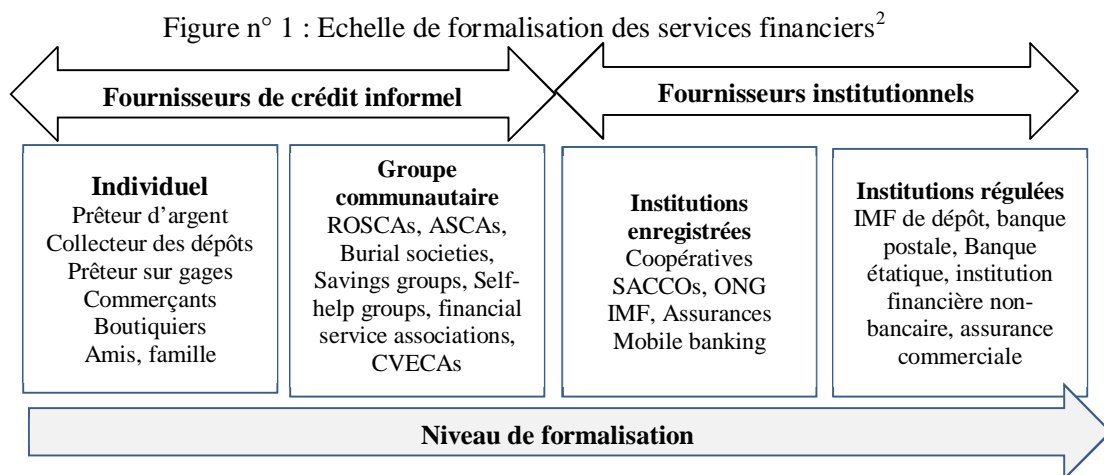 Figure n° 1 : Echelle de formalisation des services financiers²
Fournisseurs de crédit informel
Fournisseurs institutionnels
Individuel
Prêteur d’argent
Collecteur des dépôts
Prêteur sur gages
Commerçants
Boutiquiers
Amis, famille
Groupe
communautaire
ROSCAs, ASCAs,
Burial societies,
Savings groups, Self-
help groups, financial
service associations,
CVECAs
Institutions
enregistrées
Coopératives
SACCOs, ONG
IMF, Assurances
Mobile banking
Institutions régulées
IMF de dépôt, banque
postale, Banque
étatique, institution
financière non-
bancaire, assurance
commerciale
Niveau de formalisation